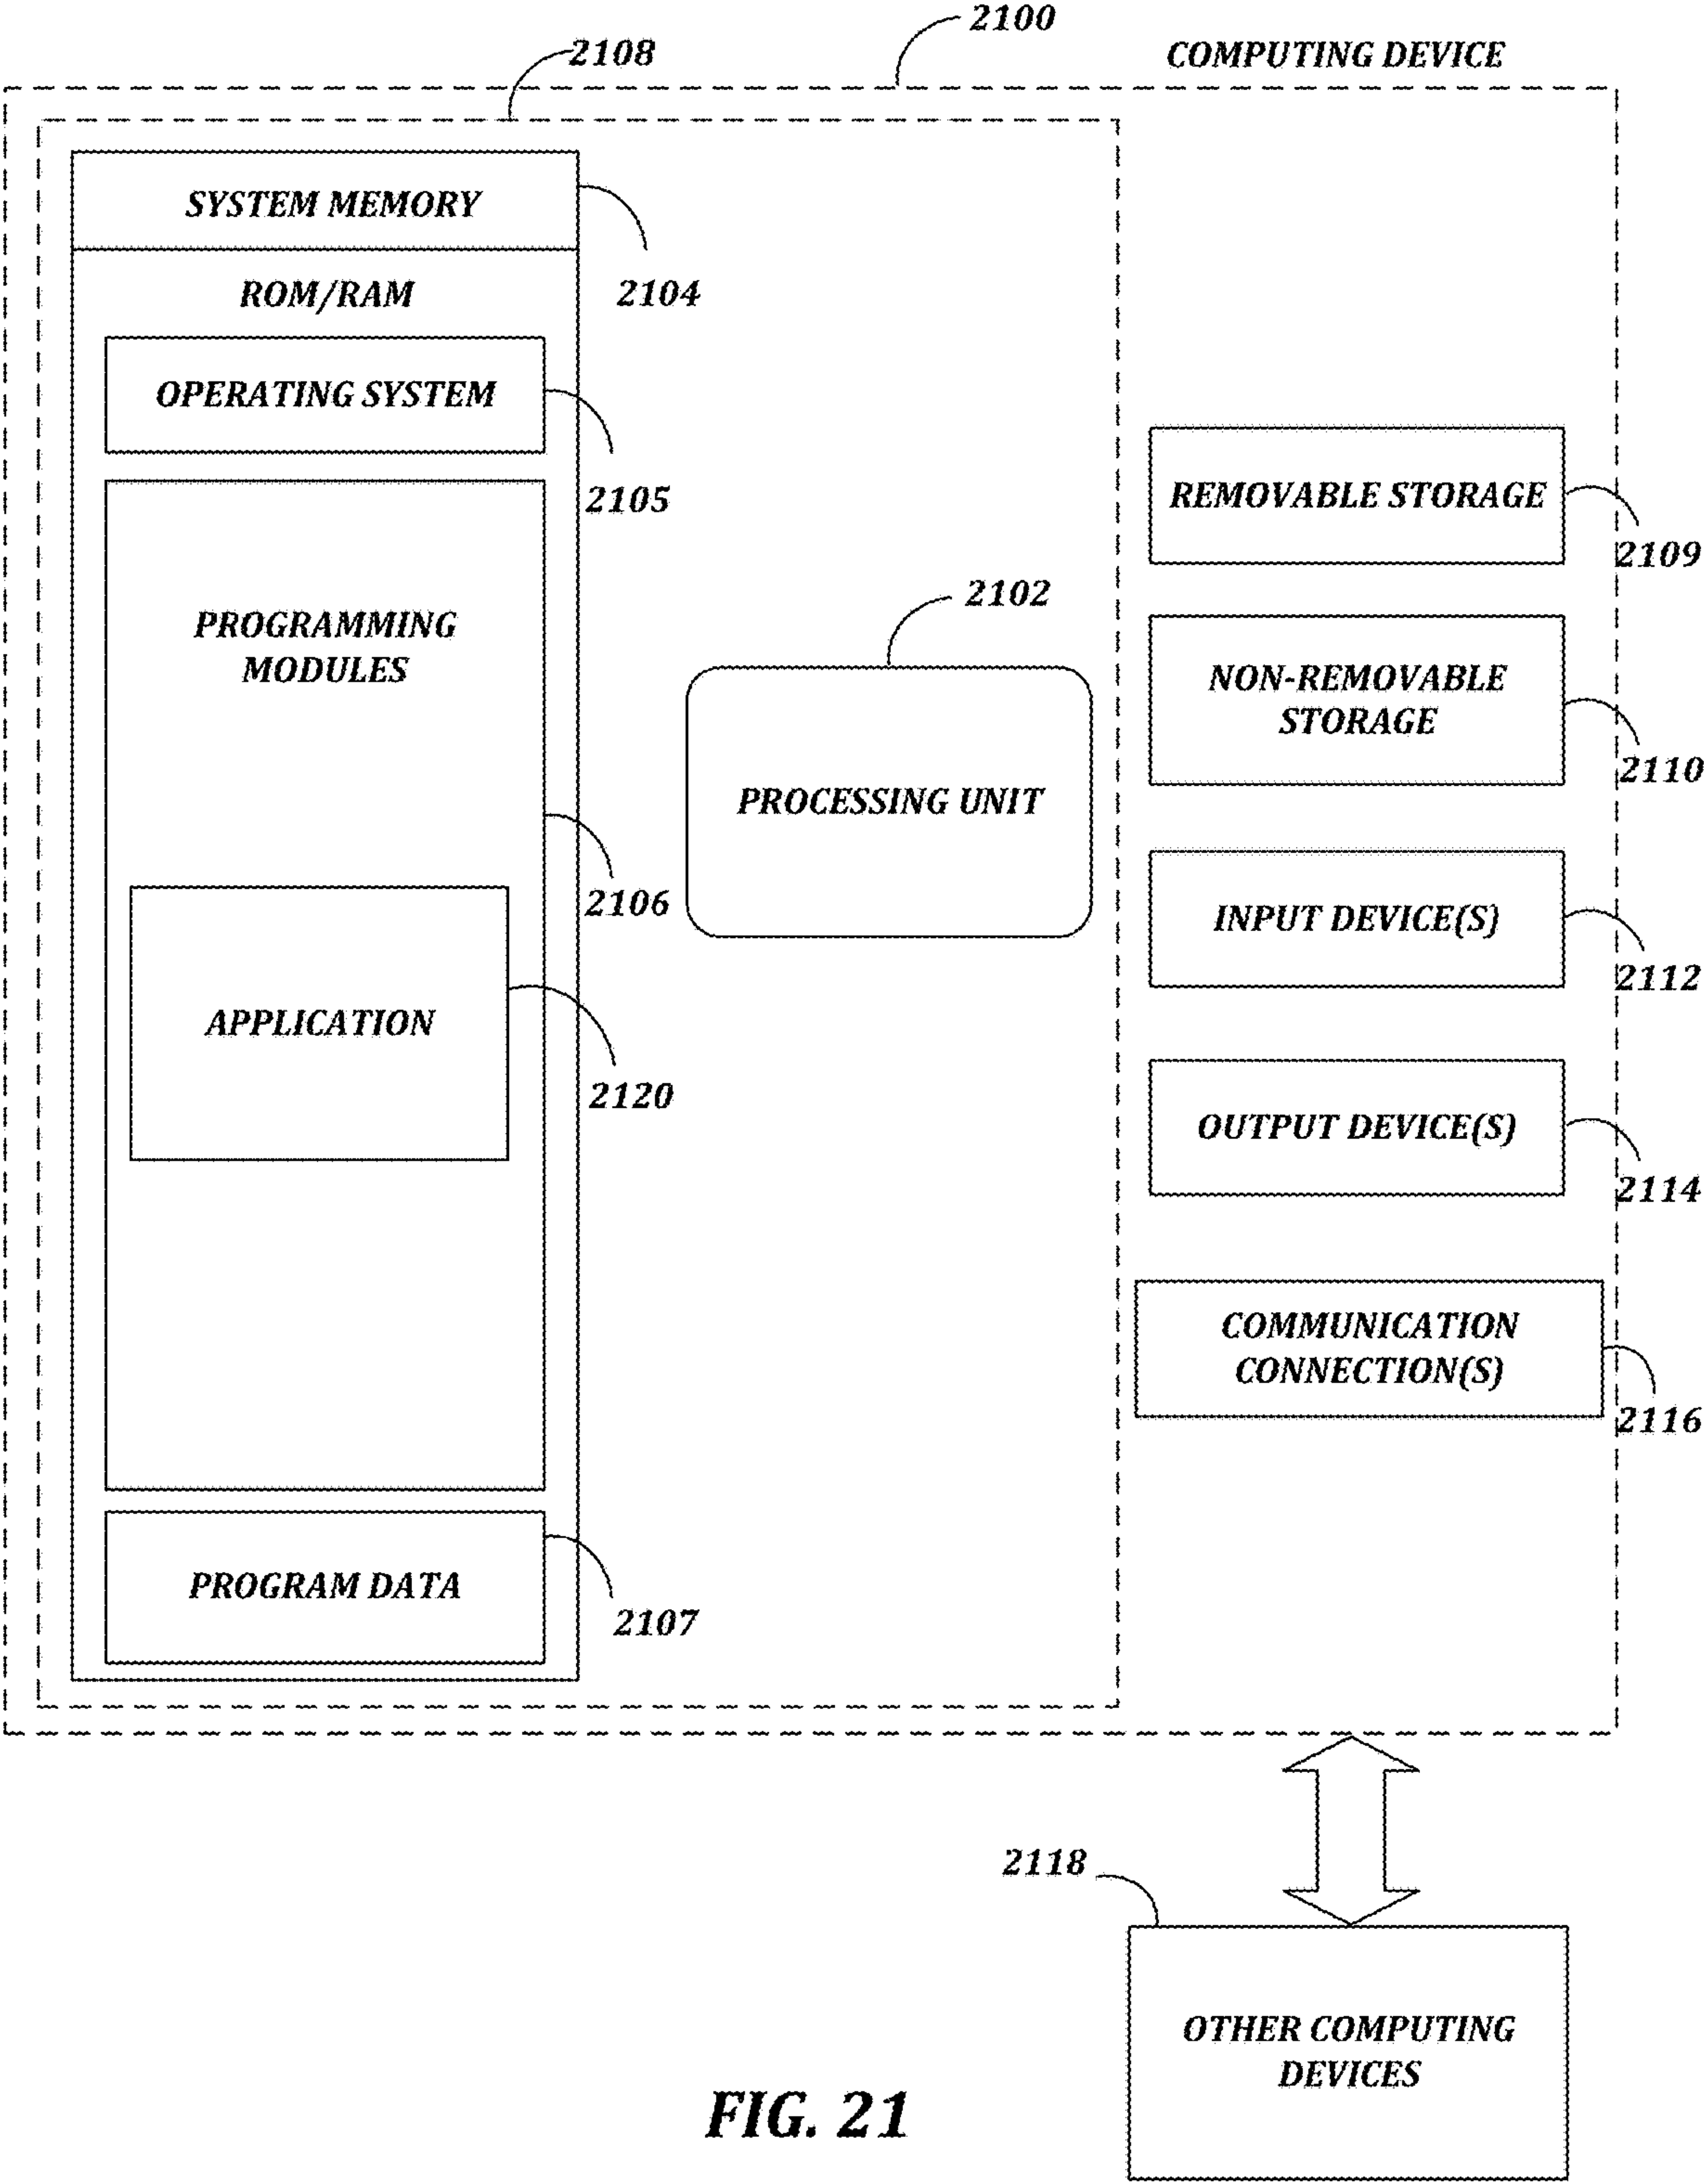 2100
2108
COMPUTING DEVICE
SYSTEM MEMORY
2104
ROM/RAM
OPERATING SYSTEM
2105
PROGRAMMING
MODULES
2106
APPLICATION
2120
PROGRAM DATA
2107
2102
PROCESSING UNIT
REMOVABLE STORAGE
2109
NON-REMOVABLE
STORAGE
2110
INPUT DEVICE(S)
2112
OUTPUT DEVICE(S)
2114
COMMUNICATION
CONNECTION(S)
2116
2118
OTHER COMPUTING
DEVICES
FIG. 21